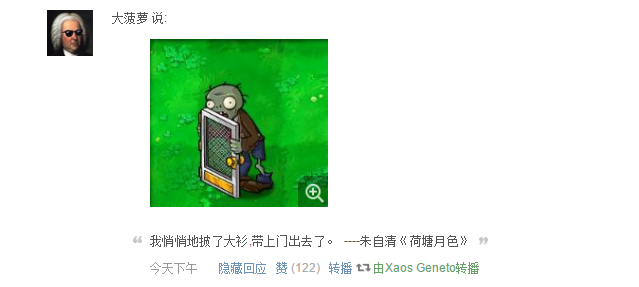 大菠萝 说:
“ 我悄悄地披了大衫,带上门出去了。 ----朱自清《荷塘月色》 ”
今天下午 隐藏回应 赞 (122) 转播 由Xaos Geneto转播